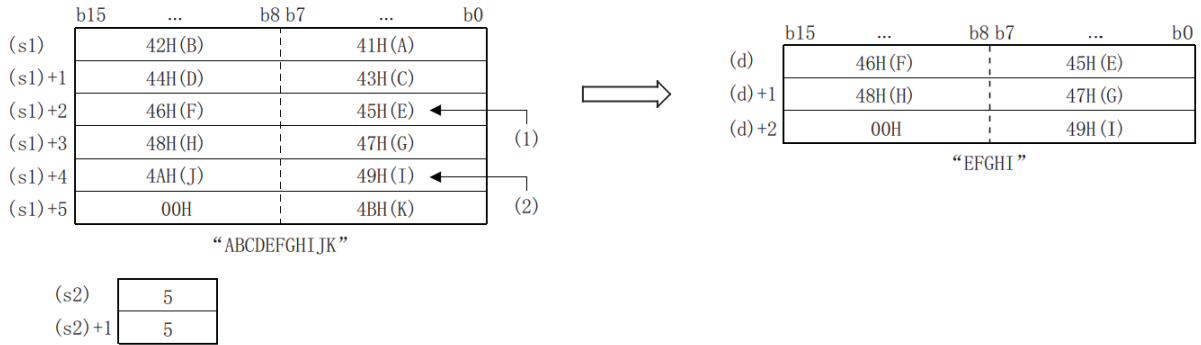 b15 ... b8 b7 ... b0
(s1) 42H(B) 41H(A)
(s1)+1 44H(D) 43H(C)
(s1)+2 46H(F) 45H(E)
(s1)+3 48H(H) 47H(G)
(1)
(s1)+4 4AH(J) 49H(I)
(s1)+5 00H 4BH(K)
(2)
“ABCDEFGHIJK”
(s2) 5
(s2)+1 5
b15 ... b8 b7 ... b0
(d) 46H(F) 45H(E)
(d)+1 48H(H) 47H(G)
(d)+2 00H 49H(I)
“EFGHI”